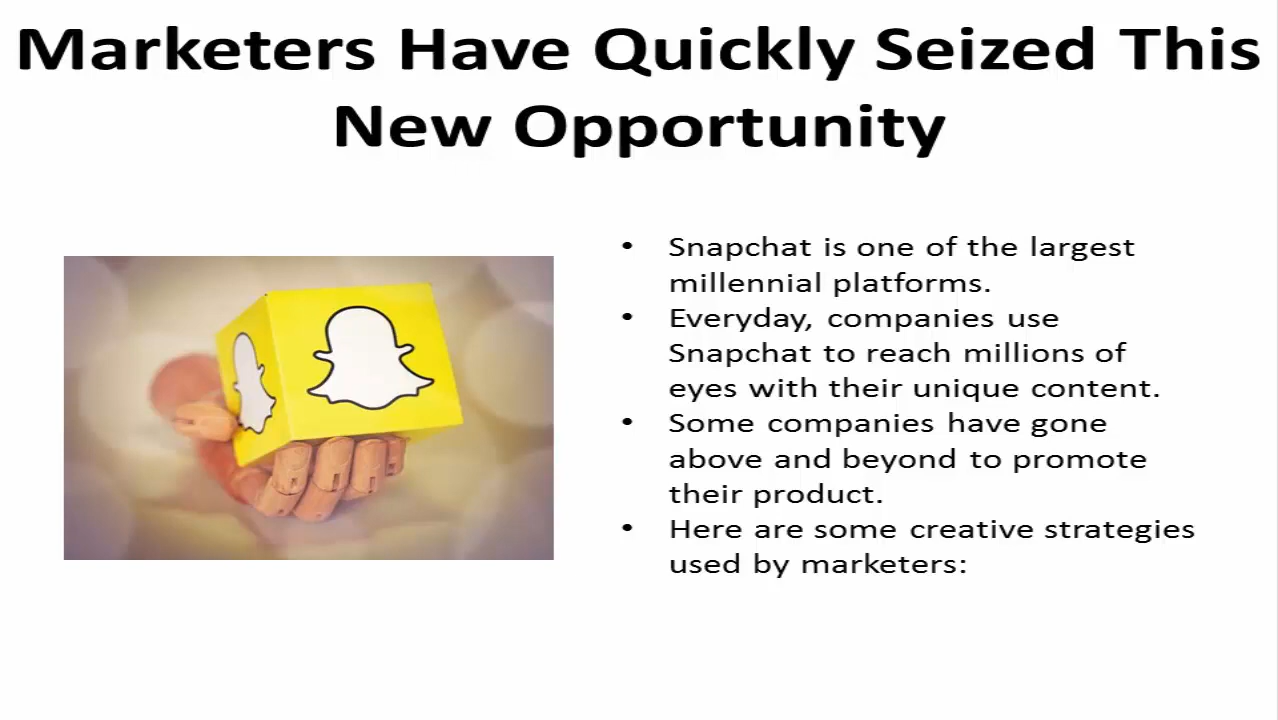 Marketers Have Quickly Seized This
New Opportunity
• Snapchat is one of the largest
millennial platforms.
• Everyday, companies use
Snapchat to reach millions of
eyes with their unique content.
• Some companies have gone
above and beyond to promote
their product.
• Here are some creative strategies
used by marketers: